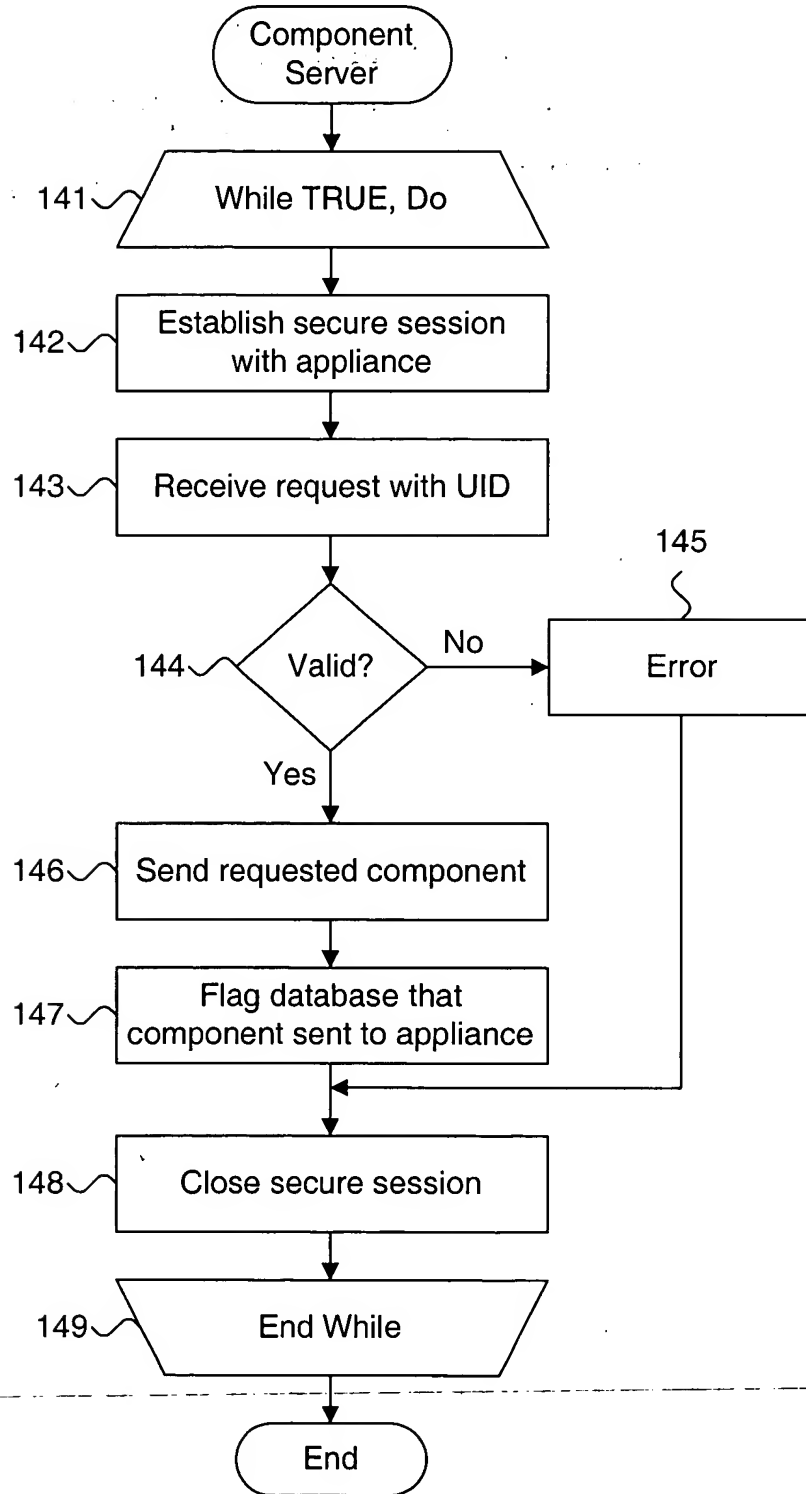 Component
Server
141
While TRUE, Do
142
Establish secure session
with appliance
143
Receive request with UID
145
144
Valid?
No
Error
Yes
146
Send requested component
147
Flag database that
component sent to appliance
148
Close secure session
149
End While
End